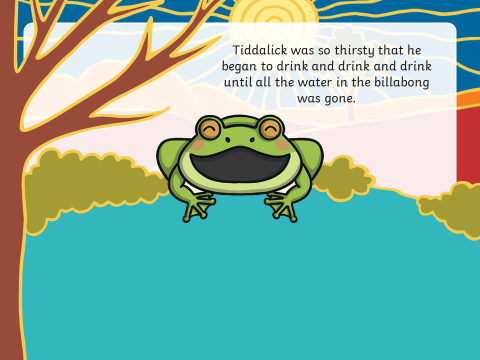 Tiddalick was so thirsty that he
began to drink and drink and drink
until all the water in the billabong
was gone.